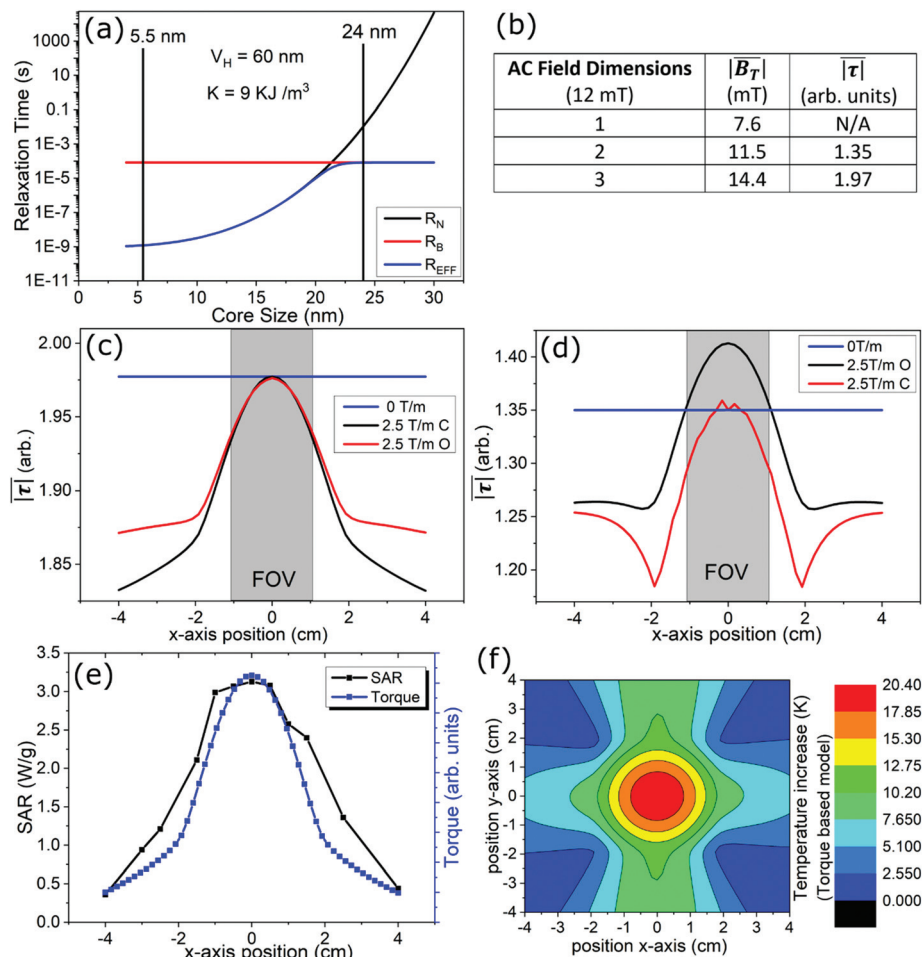 (a)
5.5 nm
24 nm
V_H = 60 nm
K = 9 KJ /m³
1000
10
0.1
1E-3
1E-5
1E-7
1E-9
1E-11
Relaxation Time (s)
R_N
R_B
R_EFF
5
10
15
20
25
30
Core Size (nm)
(b)
AC Field Dimensions (12 mT) | |B_T| (mT) | |τ| (arb. units)
1 | 7.6 | N/A
2 | 11.5 | 1.35
3 | 14.4 | 1.97
(c)
2.00
1.95
1.90
1.85
|τ| (arb.)
0 T/m
2.5 T/m C
2.5 T/m O
FOV
-4 -2 0 2 4
x-axis position (cm)
(d)
1.40
1.35
1.30
1.25
1.20
|τ| (arb.)
0T/m
2.5T/m O
2.5T/m C
FOV
-4 -2 0 2 4
x-axis position (cm)
(e)
3.5
3.0
2.5
2.0
1.5
1.0
0.5
0.0
SAR (W/g)
SAR
Torque
Torque (arb. units)
-4 -2 0 2 4
x-axis position (cm)
(f)
4
3
2
1
0
-1
-2
-3
-4
position y-axis (cm)
-4 -3 -2 -1 0 1 2 3 4
position x-axis (cm)
Temperature increase (K)
(Torque based model)
20.40
17.85
15.30
12.75
10.20
7.650
5.100
2.550
0.000